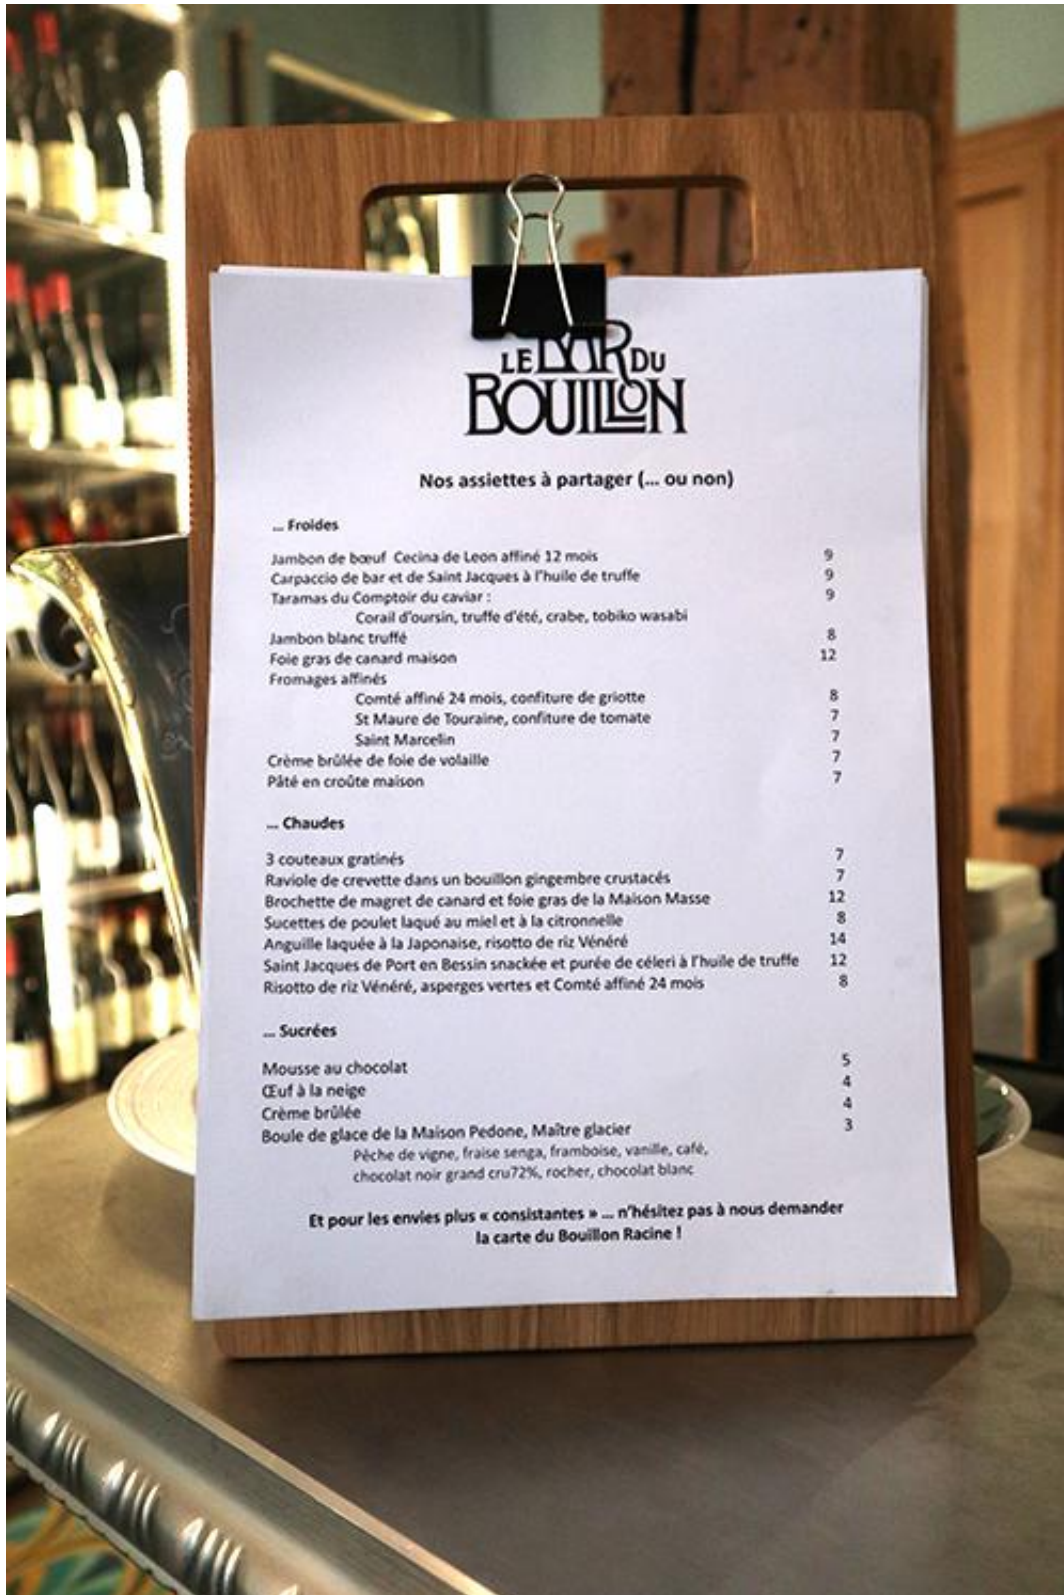 LE BAR DU
BOUILLON
Nos assiettes à partager (... ou non)
... Froides
Jambon de bœuf Cecina de Leon affiné 12 mois 9
Carpaccio de bar et de Saint Jacques à l'huile de truffe 9
Taramas du Comptoir du caviar : 9
Corail d'oursin, truffe d'été, crabe, tobiko wasabi
Jambon blanc truffé 8
Foie gras de canard maison 12
Fromages affinés
Comté affiné 24 mois, confiture de griotte 8
St Maure de Touraine, confiture de tomate 7
Saint Marcelin 7
Crème brûlée de foie de volaille 7
Pâté en croûte maison 7
... Chaudes
3 couteaux gratinés 7
Raviole de crevette dans un bouillon gingembre crustacés 7
Brochette de magret de canard et foie gras de la Maison Masse 12
Sucettes de poulet laqué au miel et à la citronnelle 8
Anguille laquée à la Japonaise, risotto de riz Vénéré 14
Saint Jacques de Port en Bessin snackée et purée de céleri à l'huile de truffe 12
Risotto de riz Vénéré, asperges vertes et Comté affiné 24 mois 8
... Sucrées
Mousse au chocolat 5
Œuf à la neige 4
Crème brûlée 4
Boule de glace de la Maison Pedone, Maître glacier 3
Pêche de vigne, fraise senga, framboise, vanille, café,
chocolat noir grand cru72%, rocher, chocolat blanc
Et pour les envies plus « consistantes » ... n'hésitez pas à nous demander
la carte du Bouillon Racine !